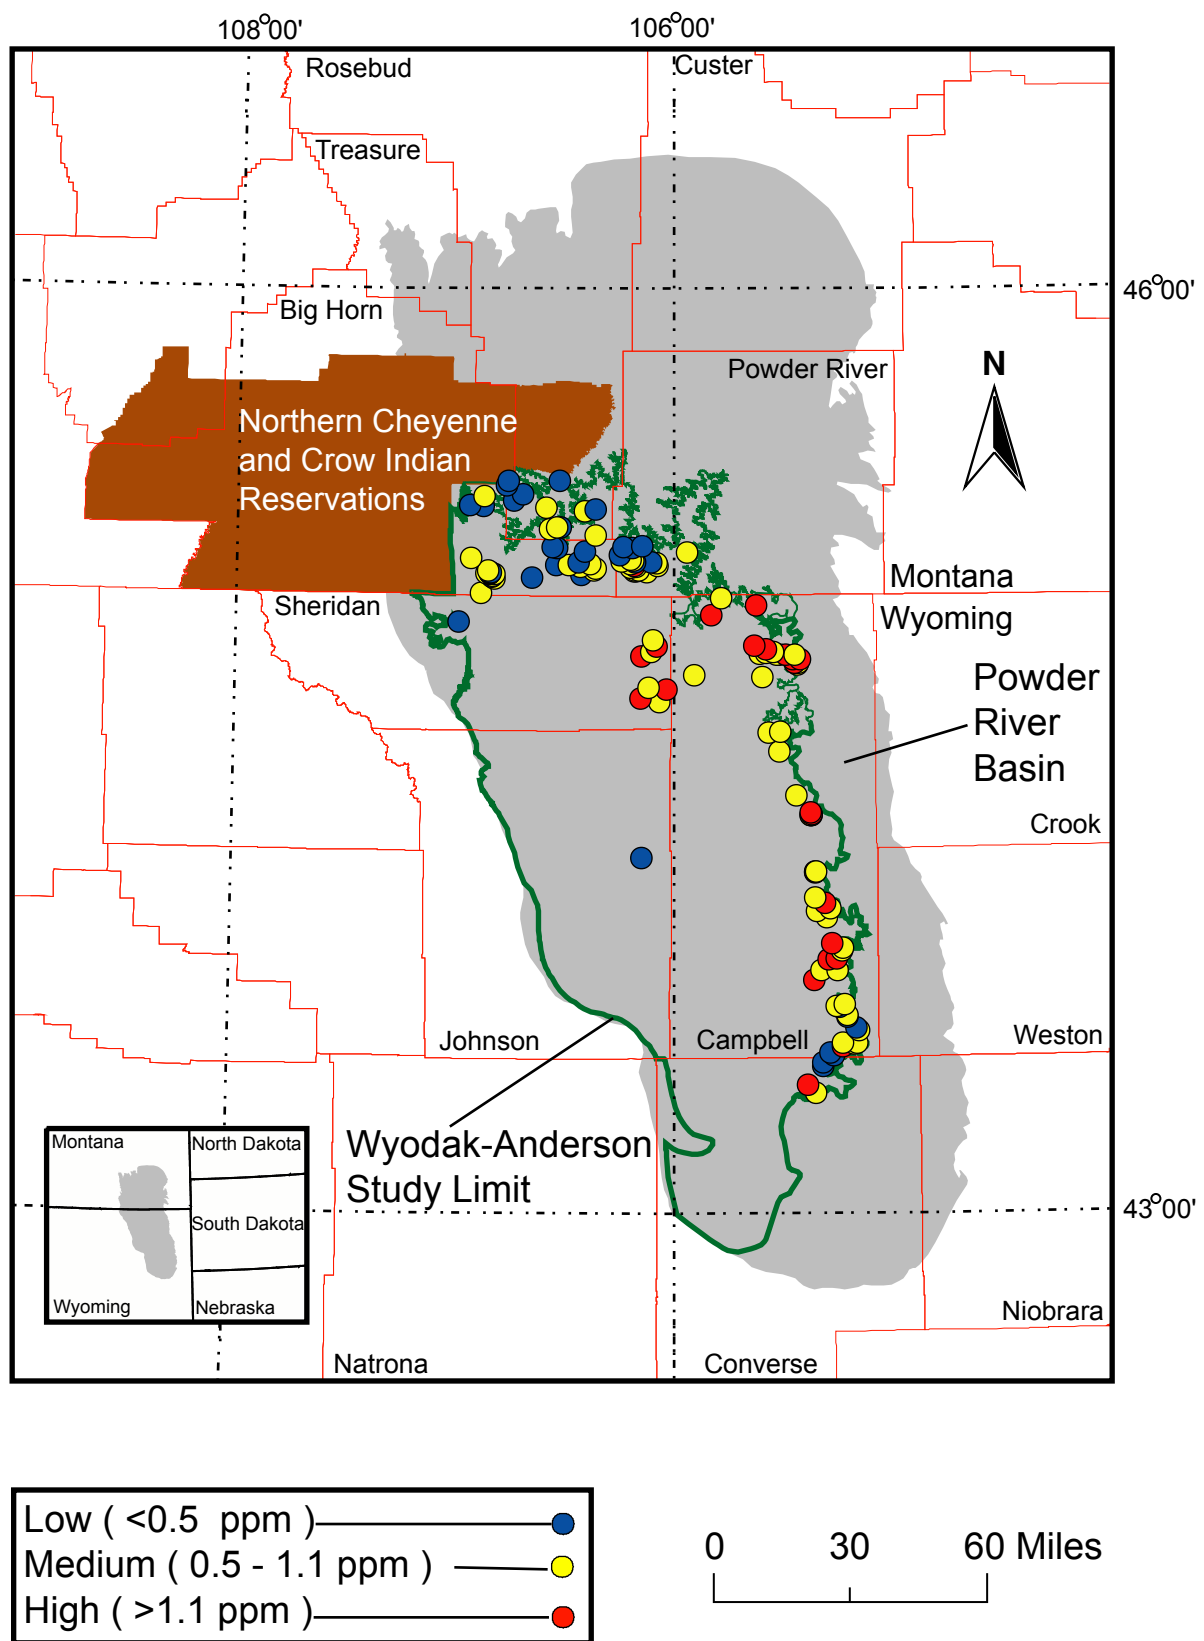 108°00'
106°00'
Rosebud
Custer
Treasure
46°00'
Big Horn
Powder River
N
Northern Cheyenne
and Crow Indian
Reservations
Montana
Sheridan
Wyoming
Powder
River
Basin
Crook
Johnson
Campbell
Weston
Wyodak-Anderson
Study Limit
Montana
North Dakota
South Dakota
Wyoming
Nebraska
43°00'
Niobrara
Natrona
Converse
Low ( <0.5 ppm )
Medium ( 0.5 - 1.1 ppm )
High ( >1.1 ppm )
0 30 60 Miles